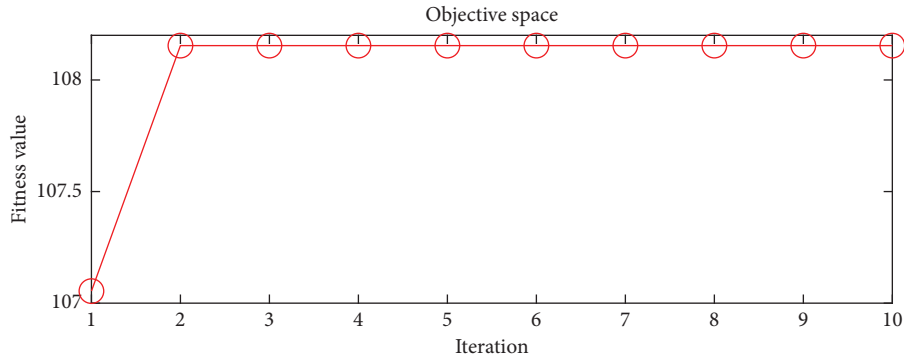 Objective space
108
107.5
107
Fitness value
1 2 3 4 5 6 7 8 9 10
Iteration